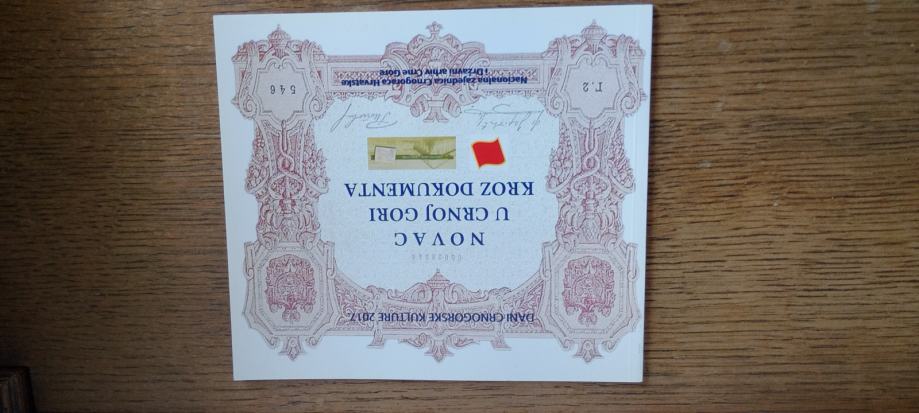 DANI CRNOGORSKE KULTURE 2017
NOVAC
U CRNOJ GORI
KROZ DOKUMENTA
Г.2
546
Nacionalna zajednica Crnogoraca Hrvatske
i Državni arhiv Crne Gore